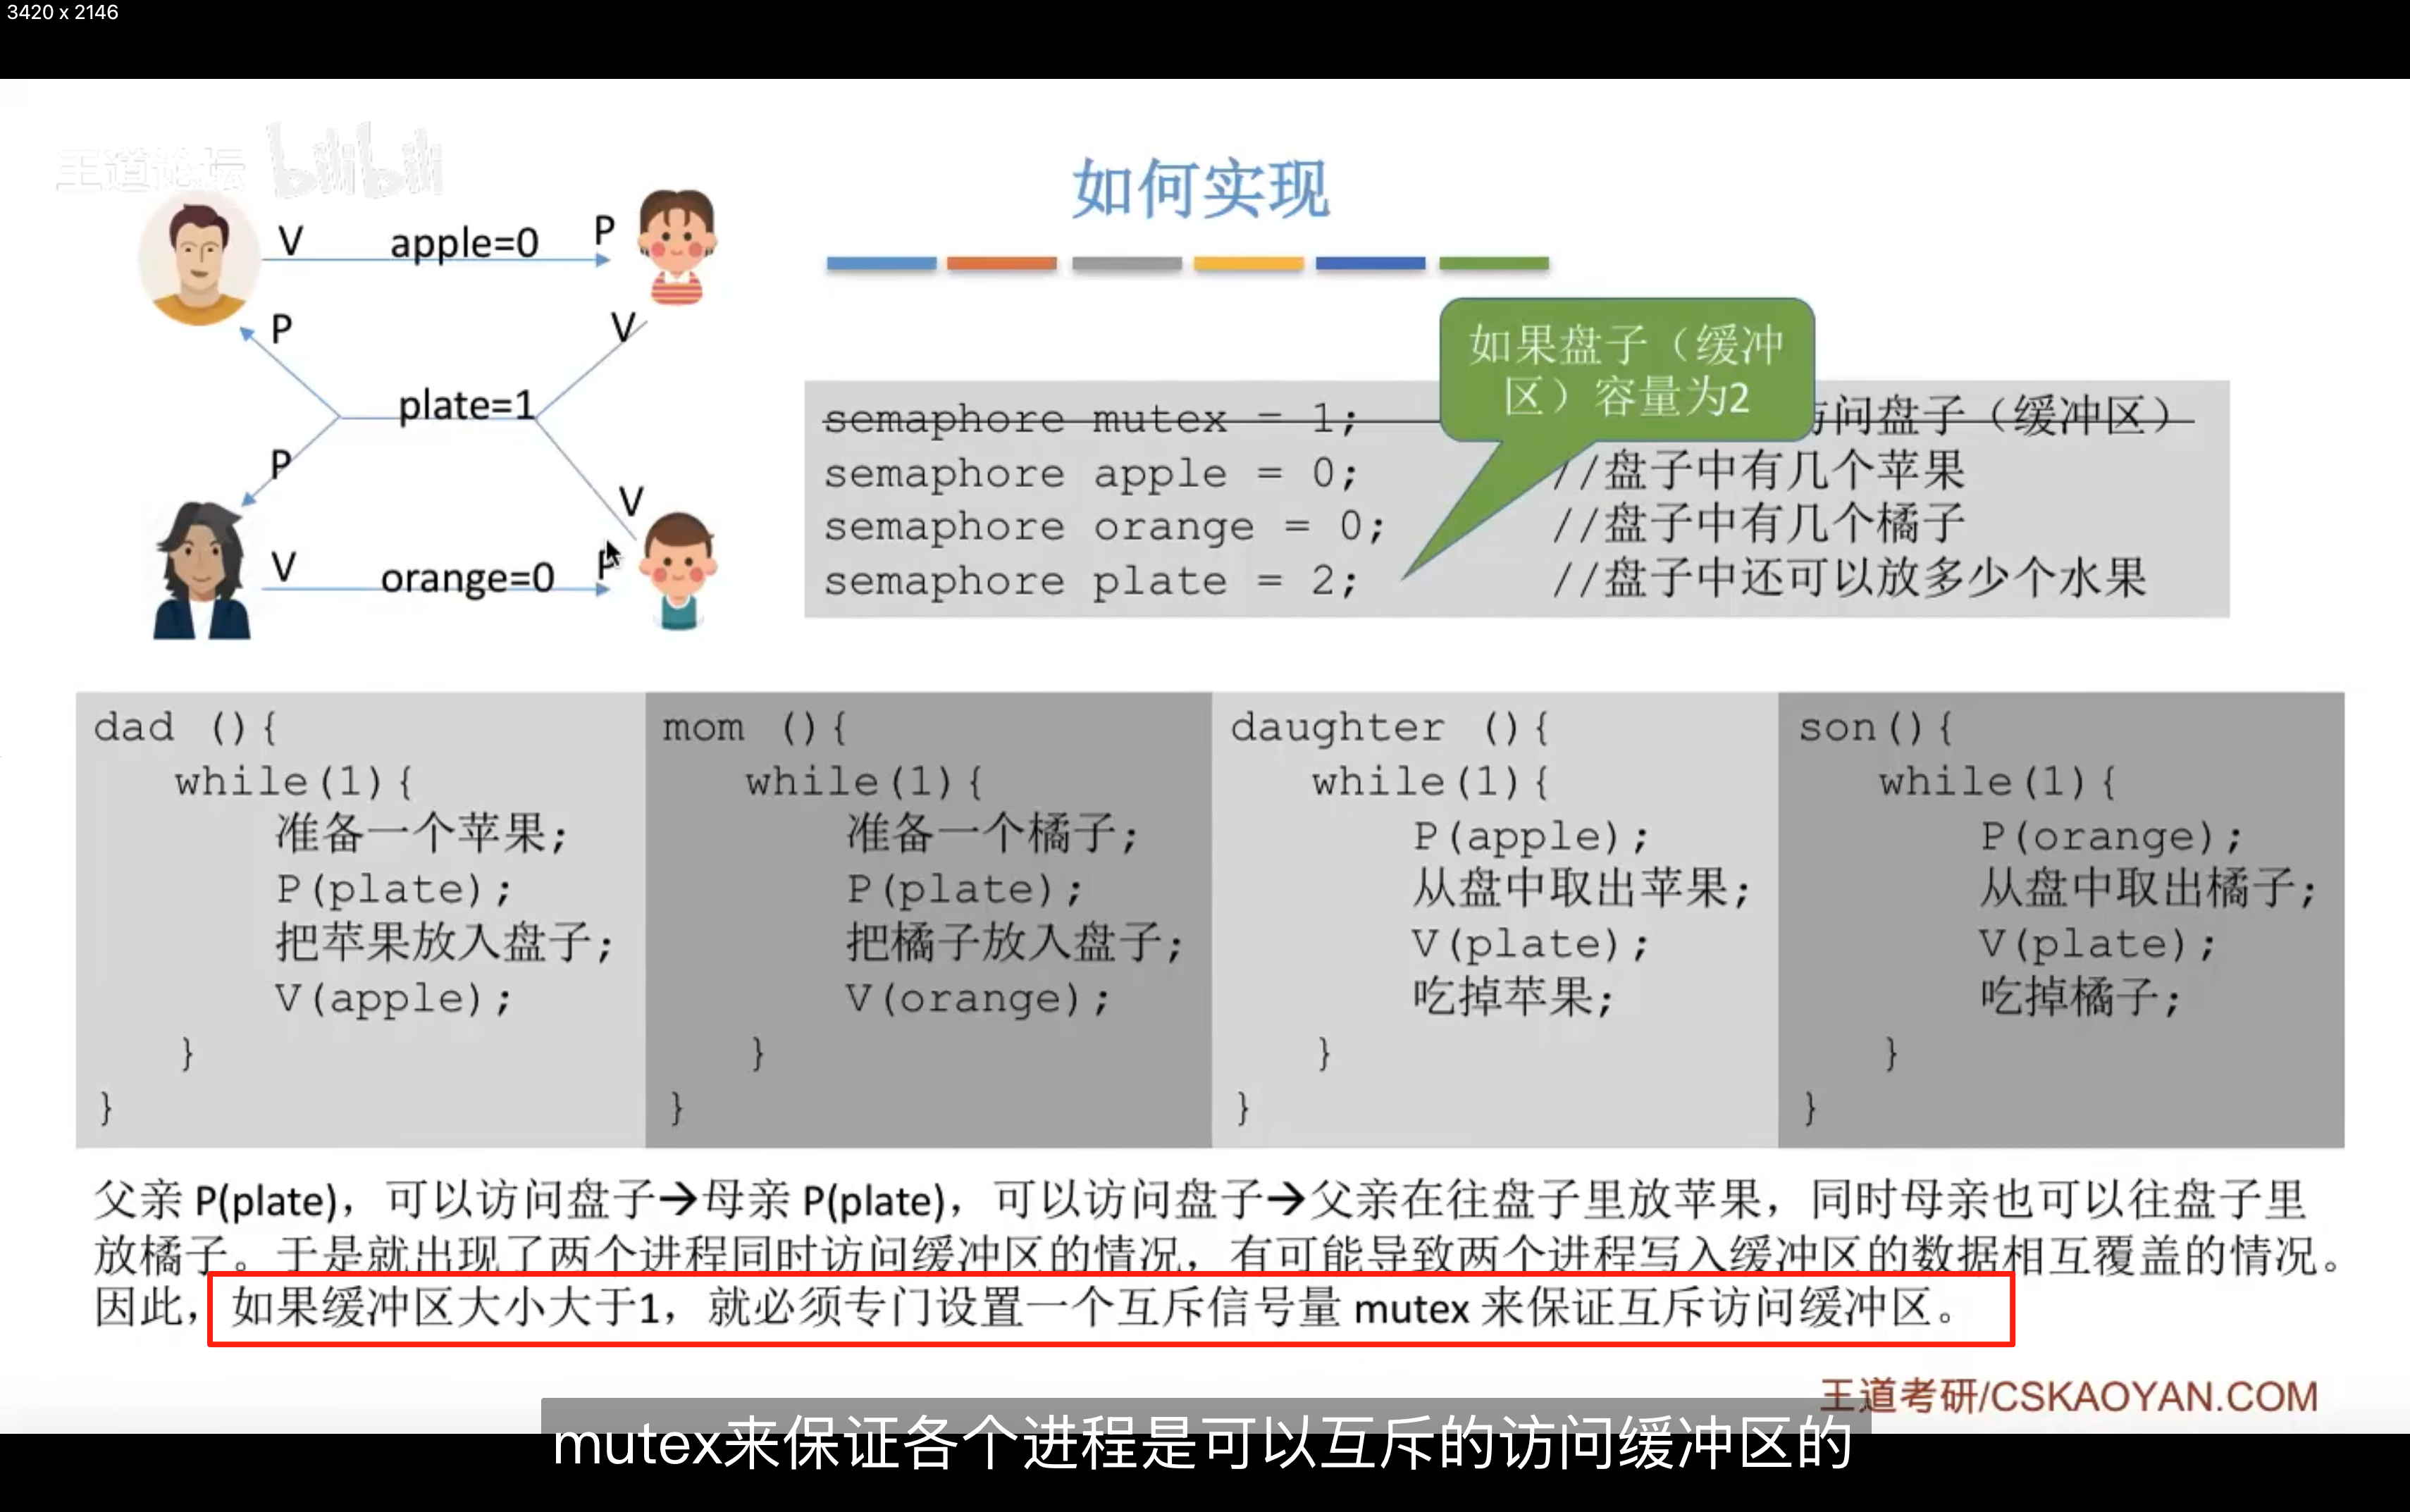 3420 x 2146
王道论坛 bilibili
如何实现
V apple=0 P
P
V
plate=1
P
V
V orange=0
如果盘子（缓冲
区）容量为2
semaphore mutex = 1; 问盘子（缓冲区）
semaphore apple = 0; //盘子中有几个苹果
semaphore orange = 0; //盘子中有几个橘子
semaphore plate = 2; //盘子中还可以放多少个水果
dad (){
while(1){
准备一个苹果;
P(plate);
把苹果放入盘子;
V(apple);
}
}
mom (){
while(1){
准备一个橘子;
P(plate);
把橘子放入盘子;
V(orange);
}
}
daughter (){
while(1){
P(apple);
从盘中取出苹果;
V(plate);
吃掉苹果;
}
}
son(){
while(1){
P(orange);
从盘中取出橘子;
V(plate);
吃掉橘子;
}
}
父亲 P(plate)，可以访问盘子→母亲 P(plate)，可以访问盘子→父亲在往盘子里放苹果，同时母亲也可以往盘子里
放橘子。于是就出现了两个进程同时访问缓冲区的情况，有可能导致两个进程写入缓冲区的数据相互覆盖的情况。
因此，如果缓冲区大小大于1，就必须专门设置一个互斥信号量 mutex 来保证互斥访问缓冲区。
王道考研/CSKAOYAN.COM
mutex来保证各个进程是可以互斥的访问缓冲区的